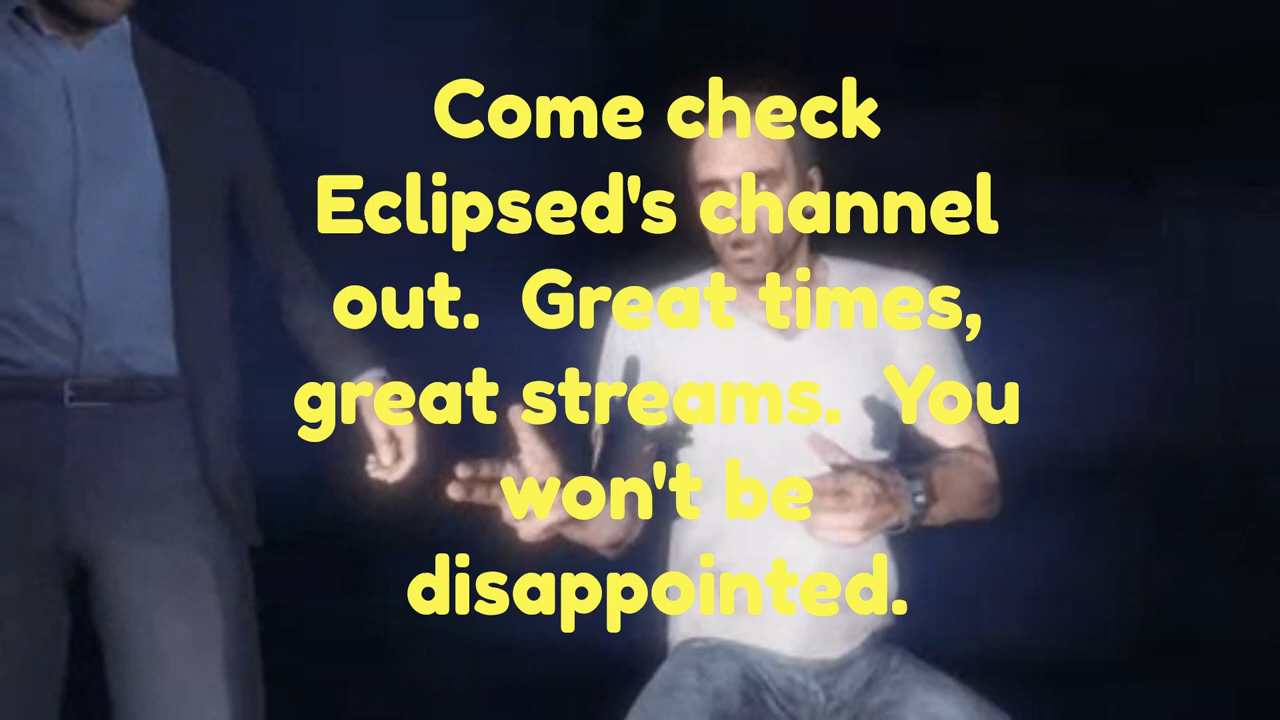 Come check
Eclipsed's channel
out.  Great times,
great streams.  You
won't be
disappointed.